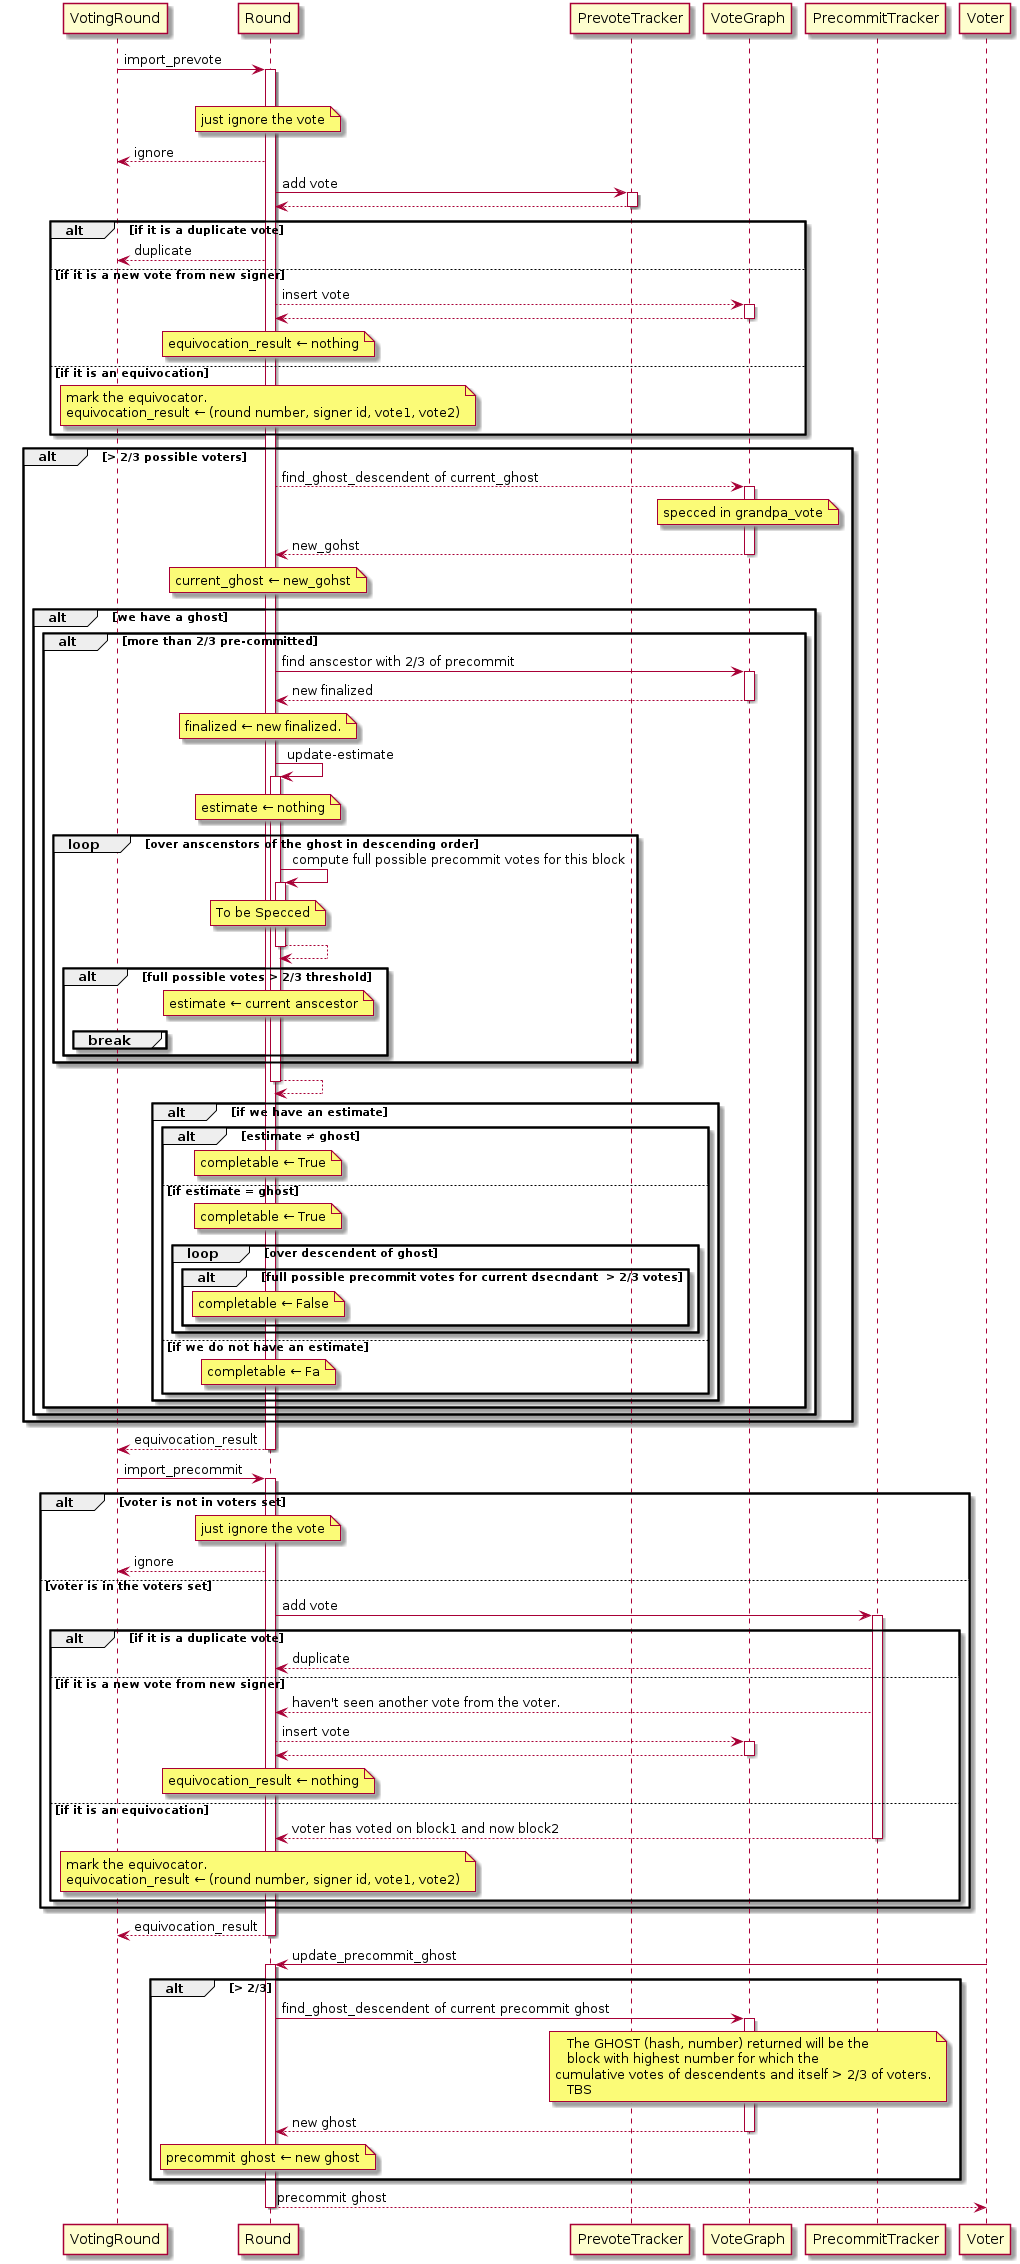 VotingRound Round PrevoteTracker VoteGraph PrecommitTracker Voter
import_prevote
just ignore the vote
ignore
add vote
alt [if it is a duplicate vote]
duplicate
[if it is a new vote from new signer]
insert vote
equivocation_result ← nothing
[if it is an equivocation]
mark the equivocator.
equivocation_result ← (round number, signer id, vote1, vote2)
alt [> 2/3 possible voters]
find_ghost_descendent of current_ghost
specced in grandpa_vote
new_gohst
current_ghost ← new_gohst
alt [we have a ghost]
alt [more than 2/3 pre-committed]
find anscestor with 2/3 of precommit
new finalized
finalized ← new finalized.
update-estimate
estimate ← nothing
loop [over anscenstors of the ghost in descending order]
compute full possible precommit votes for this block
To be Specced
alt [full possible votes > 2/3 threshold]
estimate ← current anscestor
break
alt [if we have an estimate]
alt [estimate ≠ ghost]
completable ← True
[if estimate = ghost]
completable ← True
loop [over descendent of ghost]
alt [full possible precommit votes for current dsecndant  > 2/3 votes]
completable ← False
[if we do not have an estimate]
completable ← Fa
equivocation_result
import_precommit
alt [voter is not in voters set]
just ignore the vote
ignore
[voter is in the voters set]
add vote
alt [if it is a duplicate vote]
duplicate
[if it is a new vote from new signer]
haven't seen another vote from the voter.
insert vote
equivocation_result ← nothing
[if it is an equivocation]
voter has voted on block1 and now block2
mark the equivocator.
equivocation_result ← (round number, signer id, vote1, vote2)
equivocation_result
update_precommit_ghost
alt [> 2/3]
find_ghost_descendent of current precommit ghost
The GHOST (hash, number) returned will be the
block with highest number for which the
cumulative votes of descendents and itself > 2/3 of voters.
TBS
new ghost
precommit ghost ← new ghost
precommit ghost
VotingRound Round PrevoteTracker VoteGraph PrecommitTracker Voter